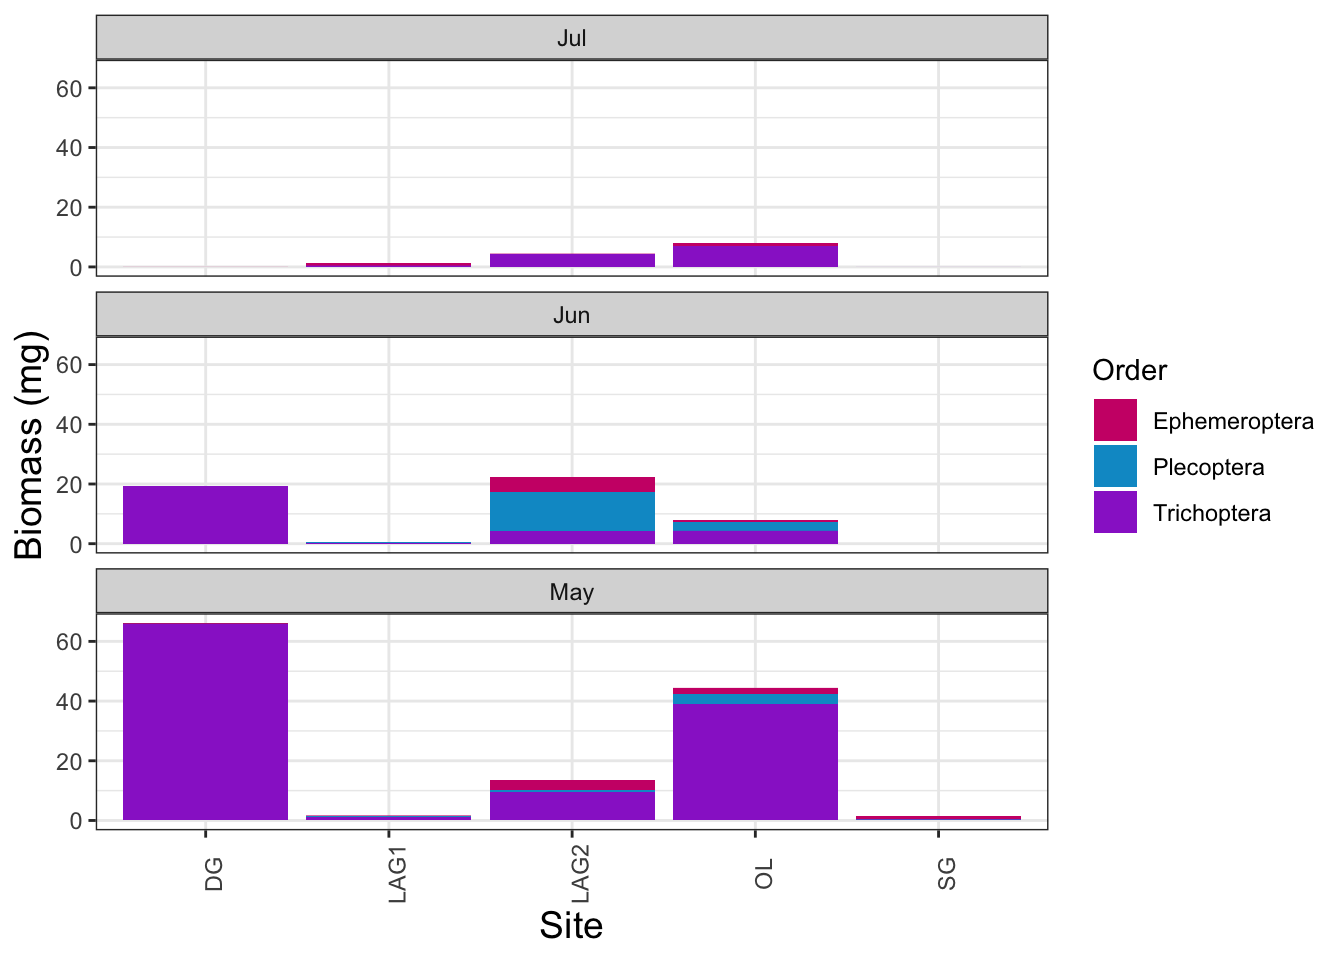 Jul
60
40
20
0
Jun
60
40
20
0
May
60
40
20
0
Biomass (mg)
DG
LAG1
LAG2
OL
SG
Site
Order
Ephemeroptera
Plecoptera
Trichoptera